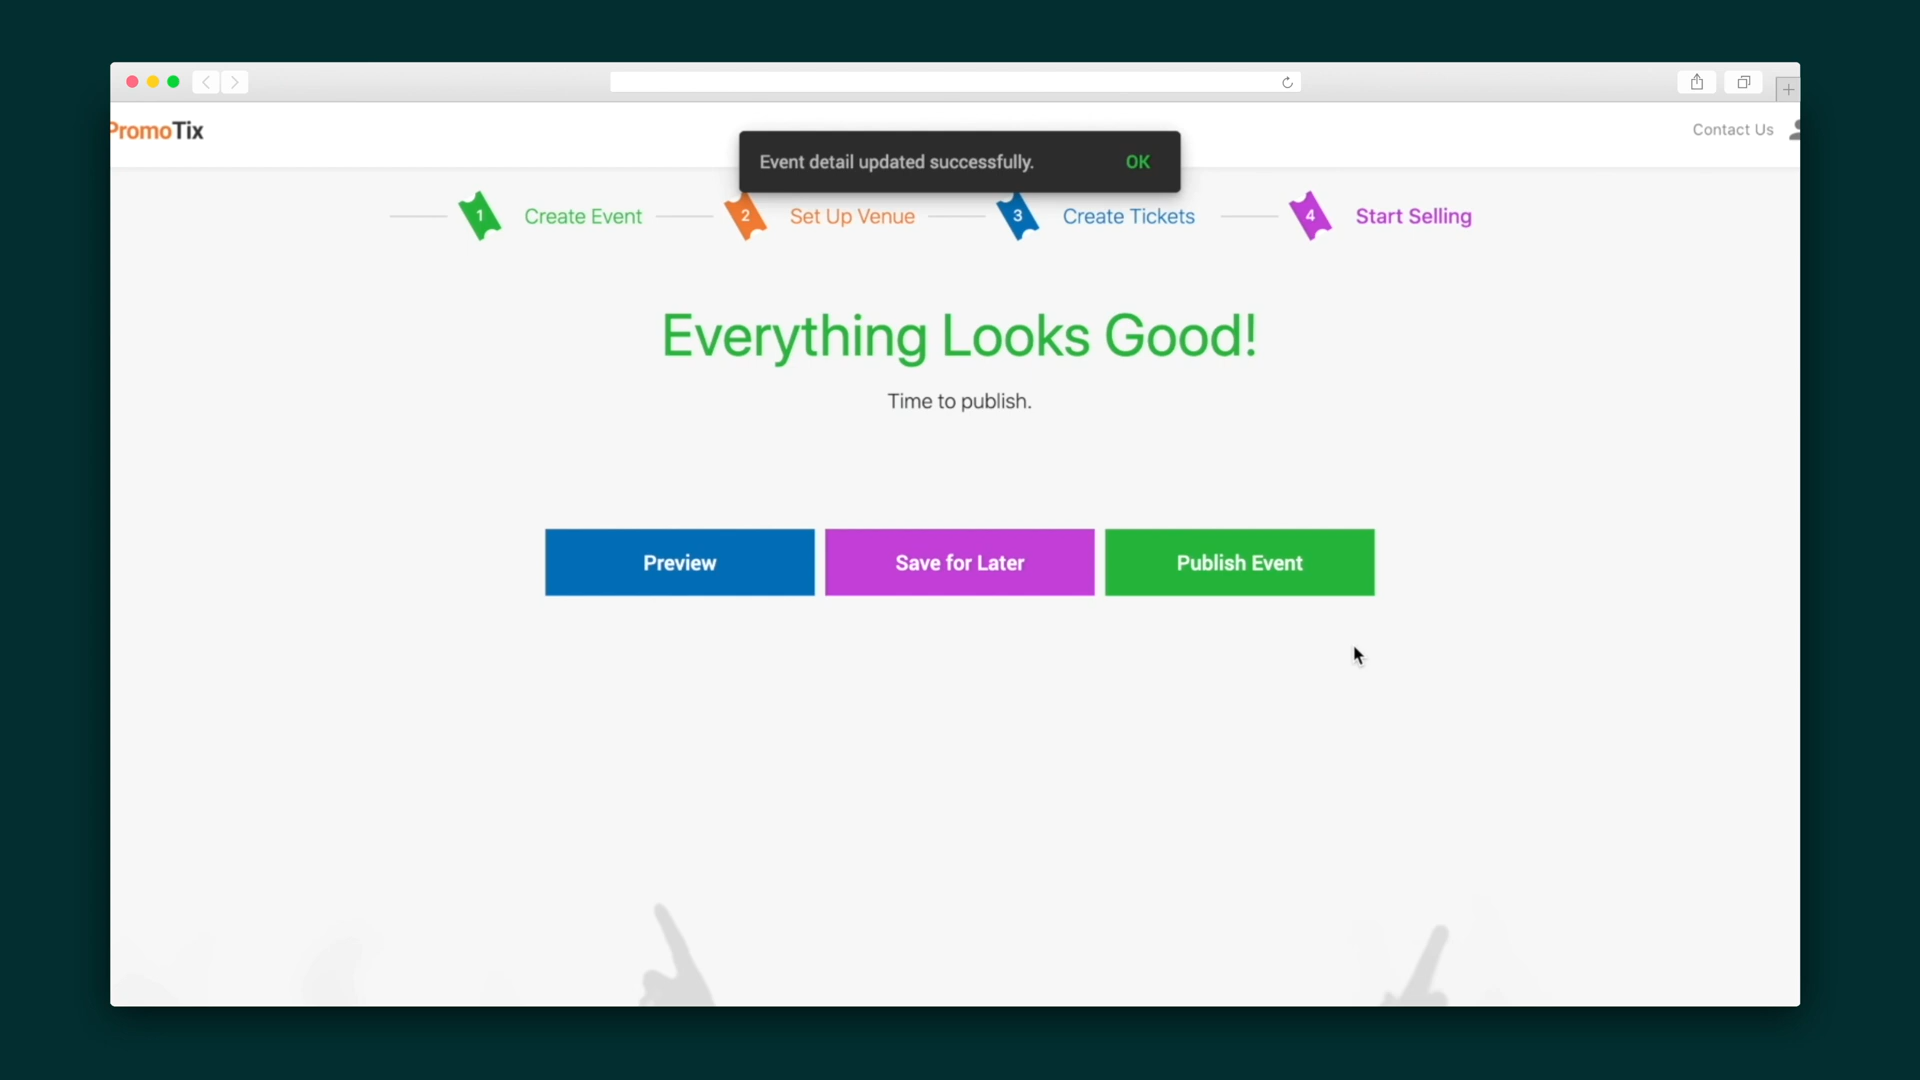 PromoTix
Contact Us
Event detail updated successfully. OK
1 Create Event 2 Set Up Venue 3 Create Tickets 4 Start Selling
Everything Looks Good!
Time to publish.
Preview Save for Later Publish Event